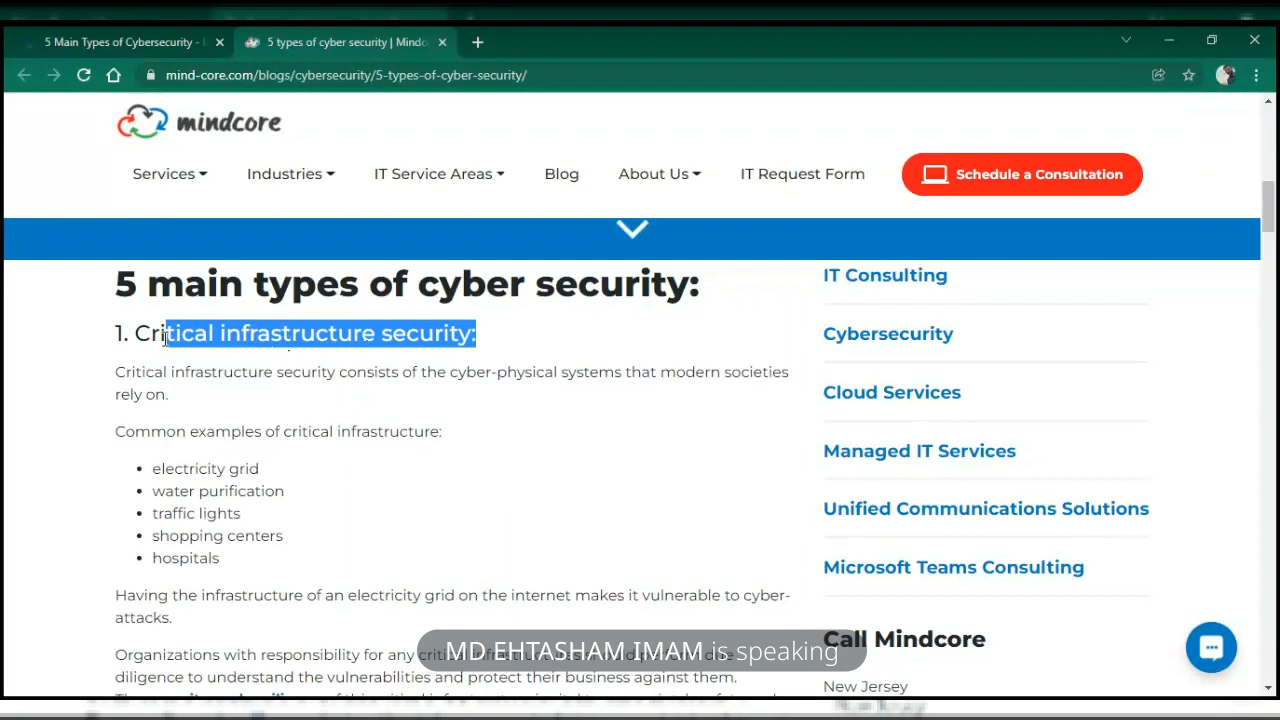 5 Main Types of Cybersecurity -
5 types of cyber security | Mindc
mind-core.com/blogs/cybersecurity/5-types-of-cyber-security/
mindcore
Services
Industries
IT Service Areas
Blog
About Us
IT Request Form
Schedule a Consultation
5 main types of cyber security:
1. Critical infrastructure security:
Critical infrastructure security consists of the cyber-physical systems that modern societies
rely on.
Common examples of critical infrastructure:
• electricity grid
• water purification
• traffic lights
• shopping centers
• hospitals
Having the infrastructure of an electricity grid on the internet makes it vulnerable to cyber-
attacks.
Organizations with responsibility for any
diligence to understand the vulnerabilities and protect their business against them.
IT Consulting
Cybersecurity
Cloud Services
Managed IT Services
Unified Communications Solutions
Microsoft Teams Consulting
Call Mindcore
New Jersey
MD EHTASHAM IMAM is speaking